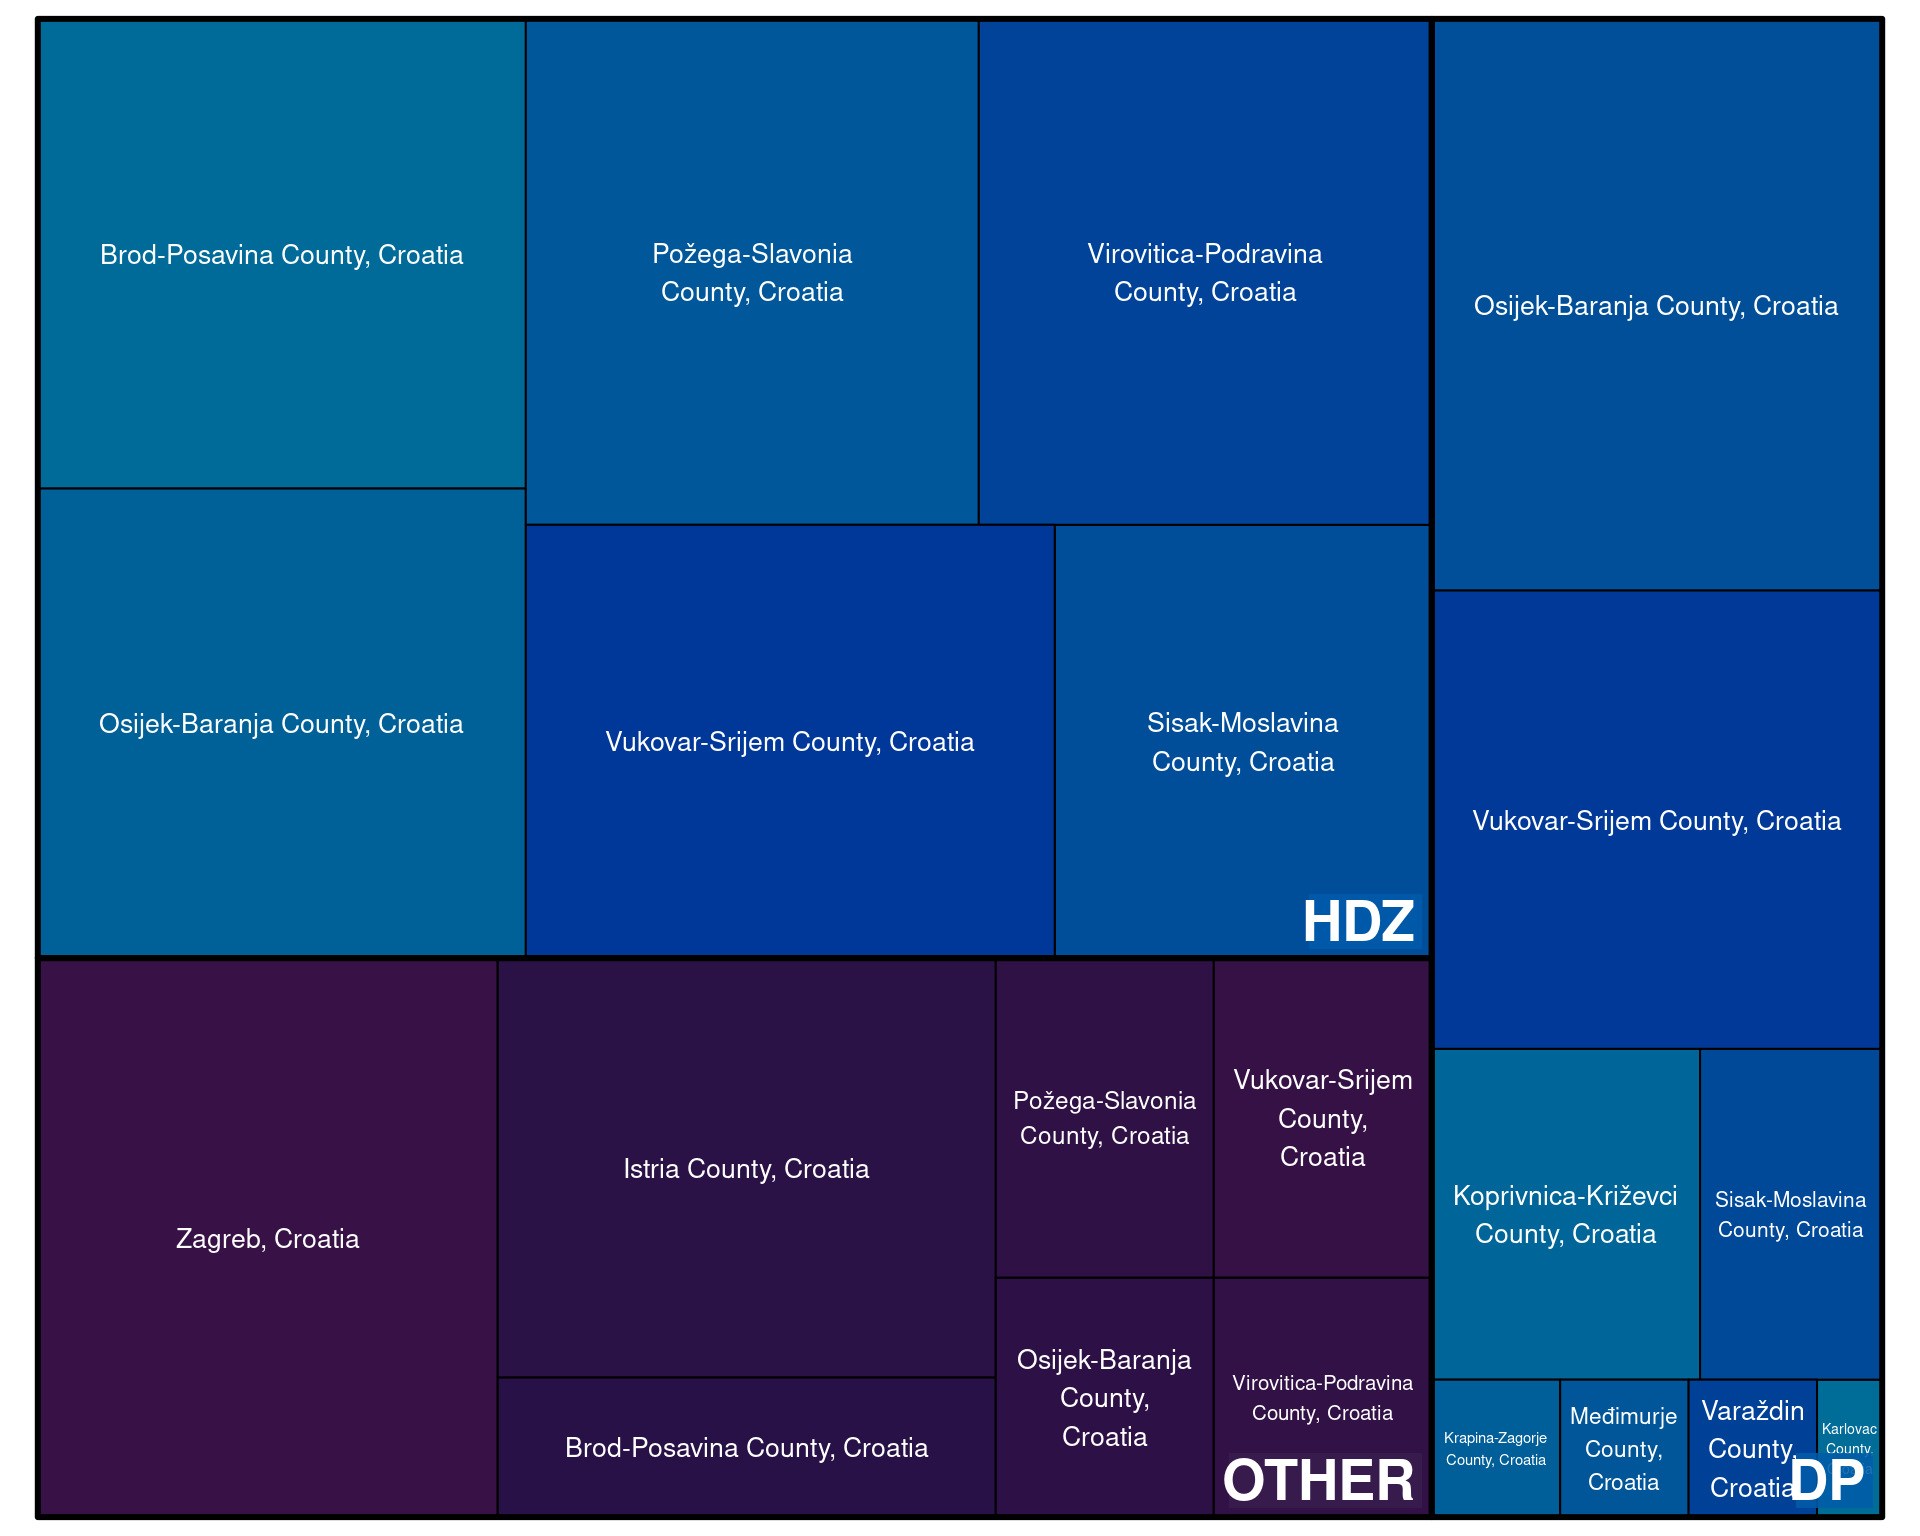 Brod-Posavina County, Croatia
Požega-Slavonia
County, Croatia
Virovitica-Podravina
County, Croatia
Osijek-Baranja County, Croatia
Vukovar-Srijem County, Croatia
Sisak-Moslavina
County, Croatia
HDZ
Osijek-Baranja County, Croatia
Vukovar-Srijem County, Croatia
Koprivnica-Križevci
County, Croatia
Sisak-Moslavina
County, Croatia
Krapina-Zagorje
County, Croatia
Međimurje
County,
Croatia
Varaždin
County,
Croatia
Karlovac
County,
DP
Zagreb, Croatia
Istria County, Croatia
Brod-Posavina County, Croatia
Požega-Slavonia
County, Croatia
Vukovar-Srijem
County,
Croatia
Osijek-Baranja
County,
Croatia
Virovitica-Podravina
County, Croatia
OTHER